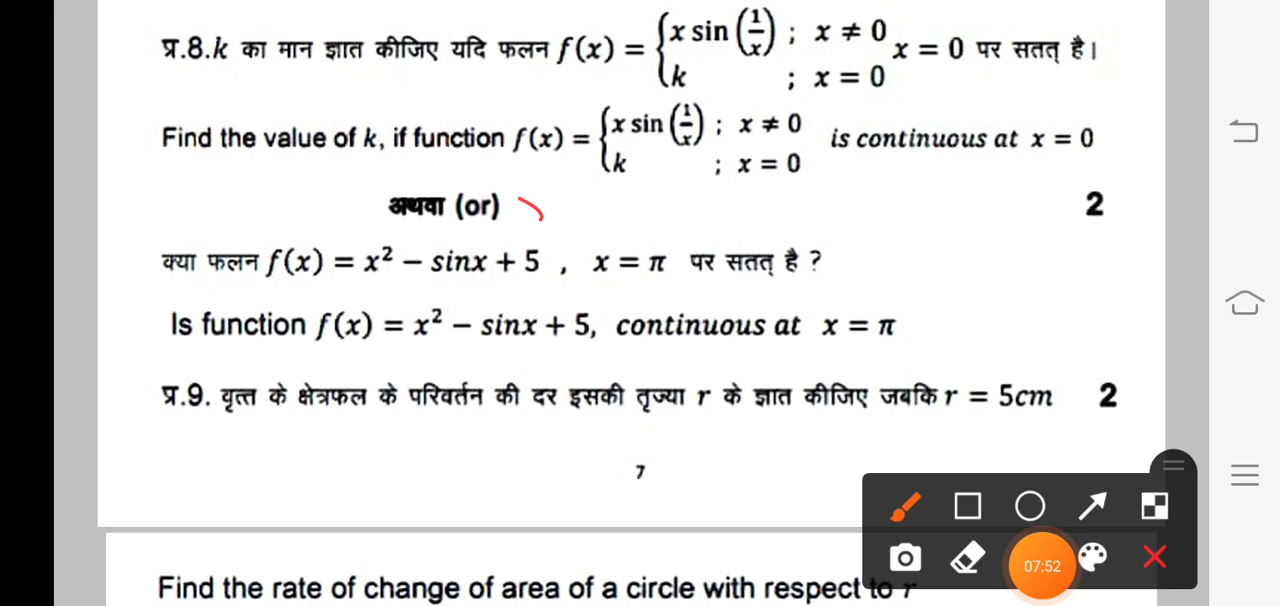 प्र.8.k का मान ज्ञात कीजिए यदि फलन f(x) = {x sin (1/x) ; x ≠ 0
k ; x = 0 x = 0 पर सतत् है।
Find the value of k, if function f(x) = {x sin (1/x) ; x ≠ 0
k ; x = 0 is continuous at x = 0
अथवा (or) 2
क्या फलन f(x) = x² − sinx + 5 , x = π पर सतत् है ?
Is function f(x) = x² − sinx + 5, continuous at x = π
प्र.9. वृत्त के क्षेत्रफल के परिवर्तन की दर इसकी तृज्या r के ज्ञात कीजिए जबकि r = 5cm 2
7
07:52
Find the rate of change of area of a circle with respect to r